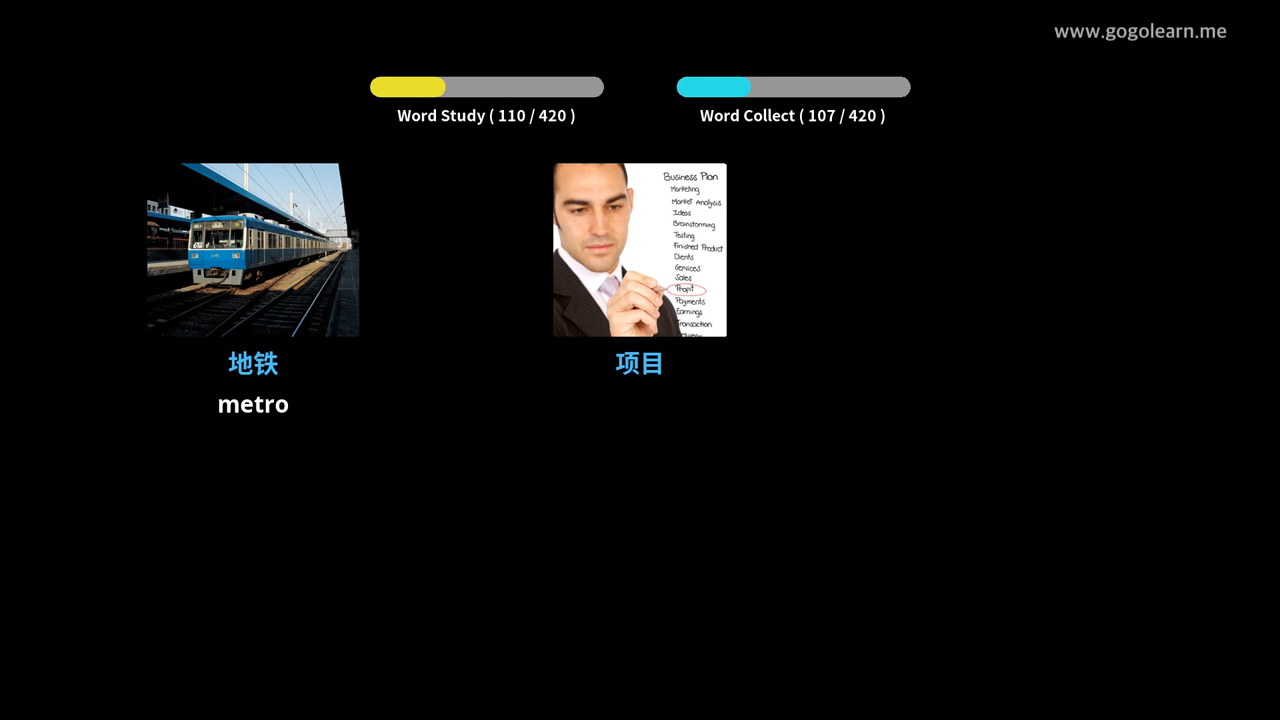 www.gogolearn.me
Word Study ( 110 / 420 )
Word Collect ( 107 / 420 )
Business Plan
Marketing
Market Analysis
Ideas
Brainstorming
Testing
Finished Product
Clients
Services
Sales
Profit
Payments
Earnings
Transaction
地铁
项目
metro